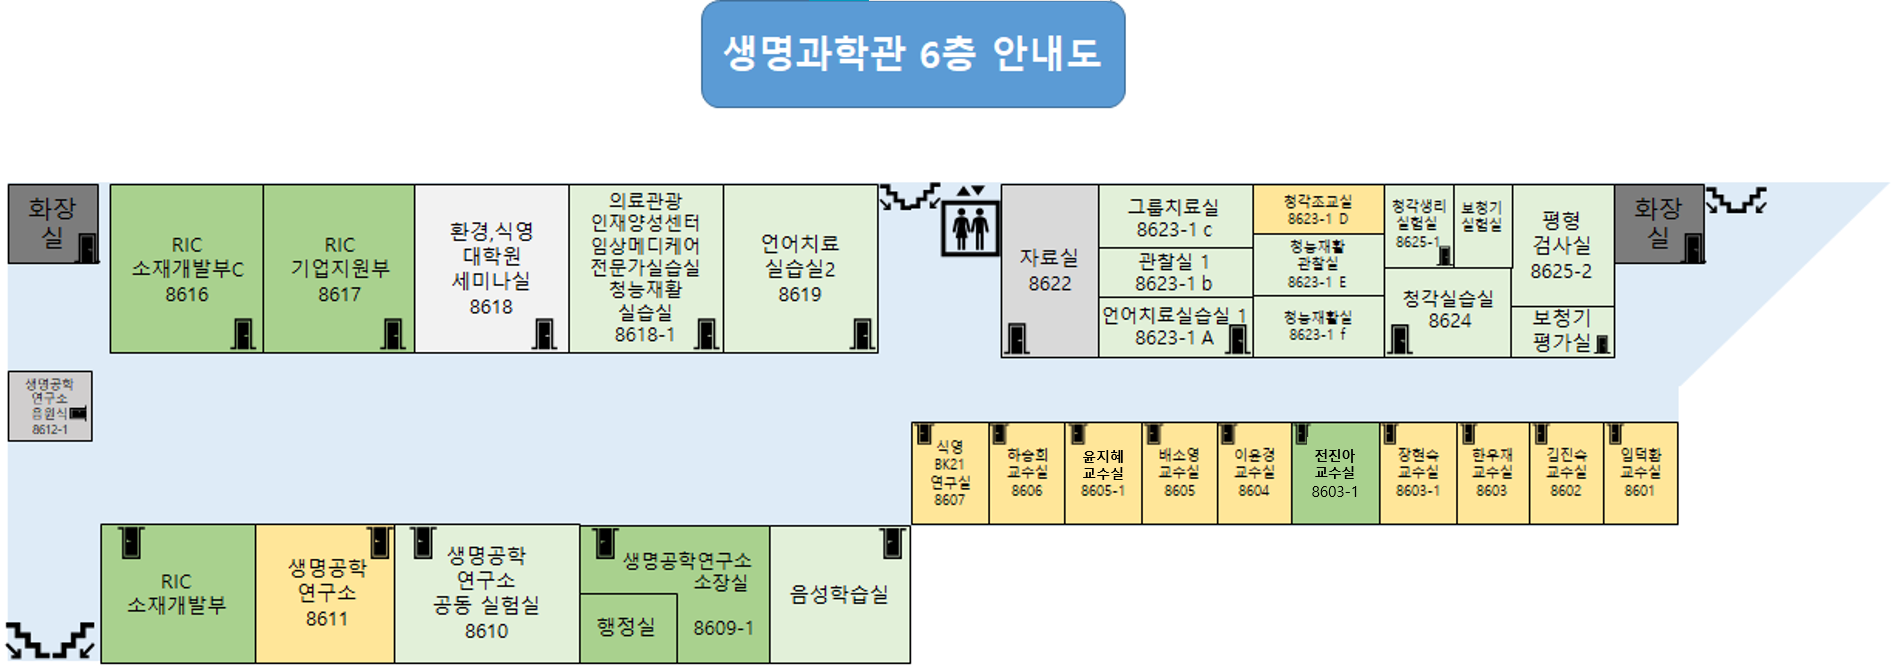 생명과학관 6층 안내도
화장
실
RIC
소재개발부C
8616
RIC
기업지원부
8617
환경,식영
대학원
세미나실
8618
의료관광
인재양성센터
임상메디케어
전문가실습실
청능재활
실습실
8618-1
언어치료
실습실2
8619
자료실
8622
그룹치료실
8623-1 c
관찰실 1
8623-1 b
언어치료실습실 1
8623-1 A
청각조교실
8623-1 D
청능재활
관찰실
8623-1 E
청능재활실
8623-1 f
청각생리
실험실
8625-1
보청기
실험실
청각실습실
8624
평형
검사실
8625-2
보청기
평가실
화장
실
생명공학
연구소
8612-1
식영
BK21
연구실
8607
하승희
교수실
8606
윤지혜
교수실
8605-1
배소영
교수실
8605
이윤경
교수실
8604
전진아
교수실
8603-1
장현숙
교수실
8603-1
한우재
교수실
8603
김진숙
교수실
8602
임덕환
교수실
8601
RIC
소재개발부
생명공학
연구소
8611
생명공학
연구소
공동 실험실
8610
생명공학연구소
소장실
8609-1
행정실
음성학습실